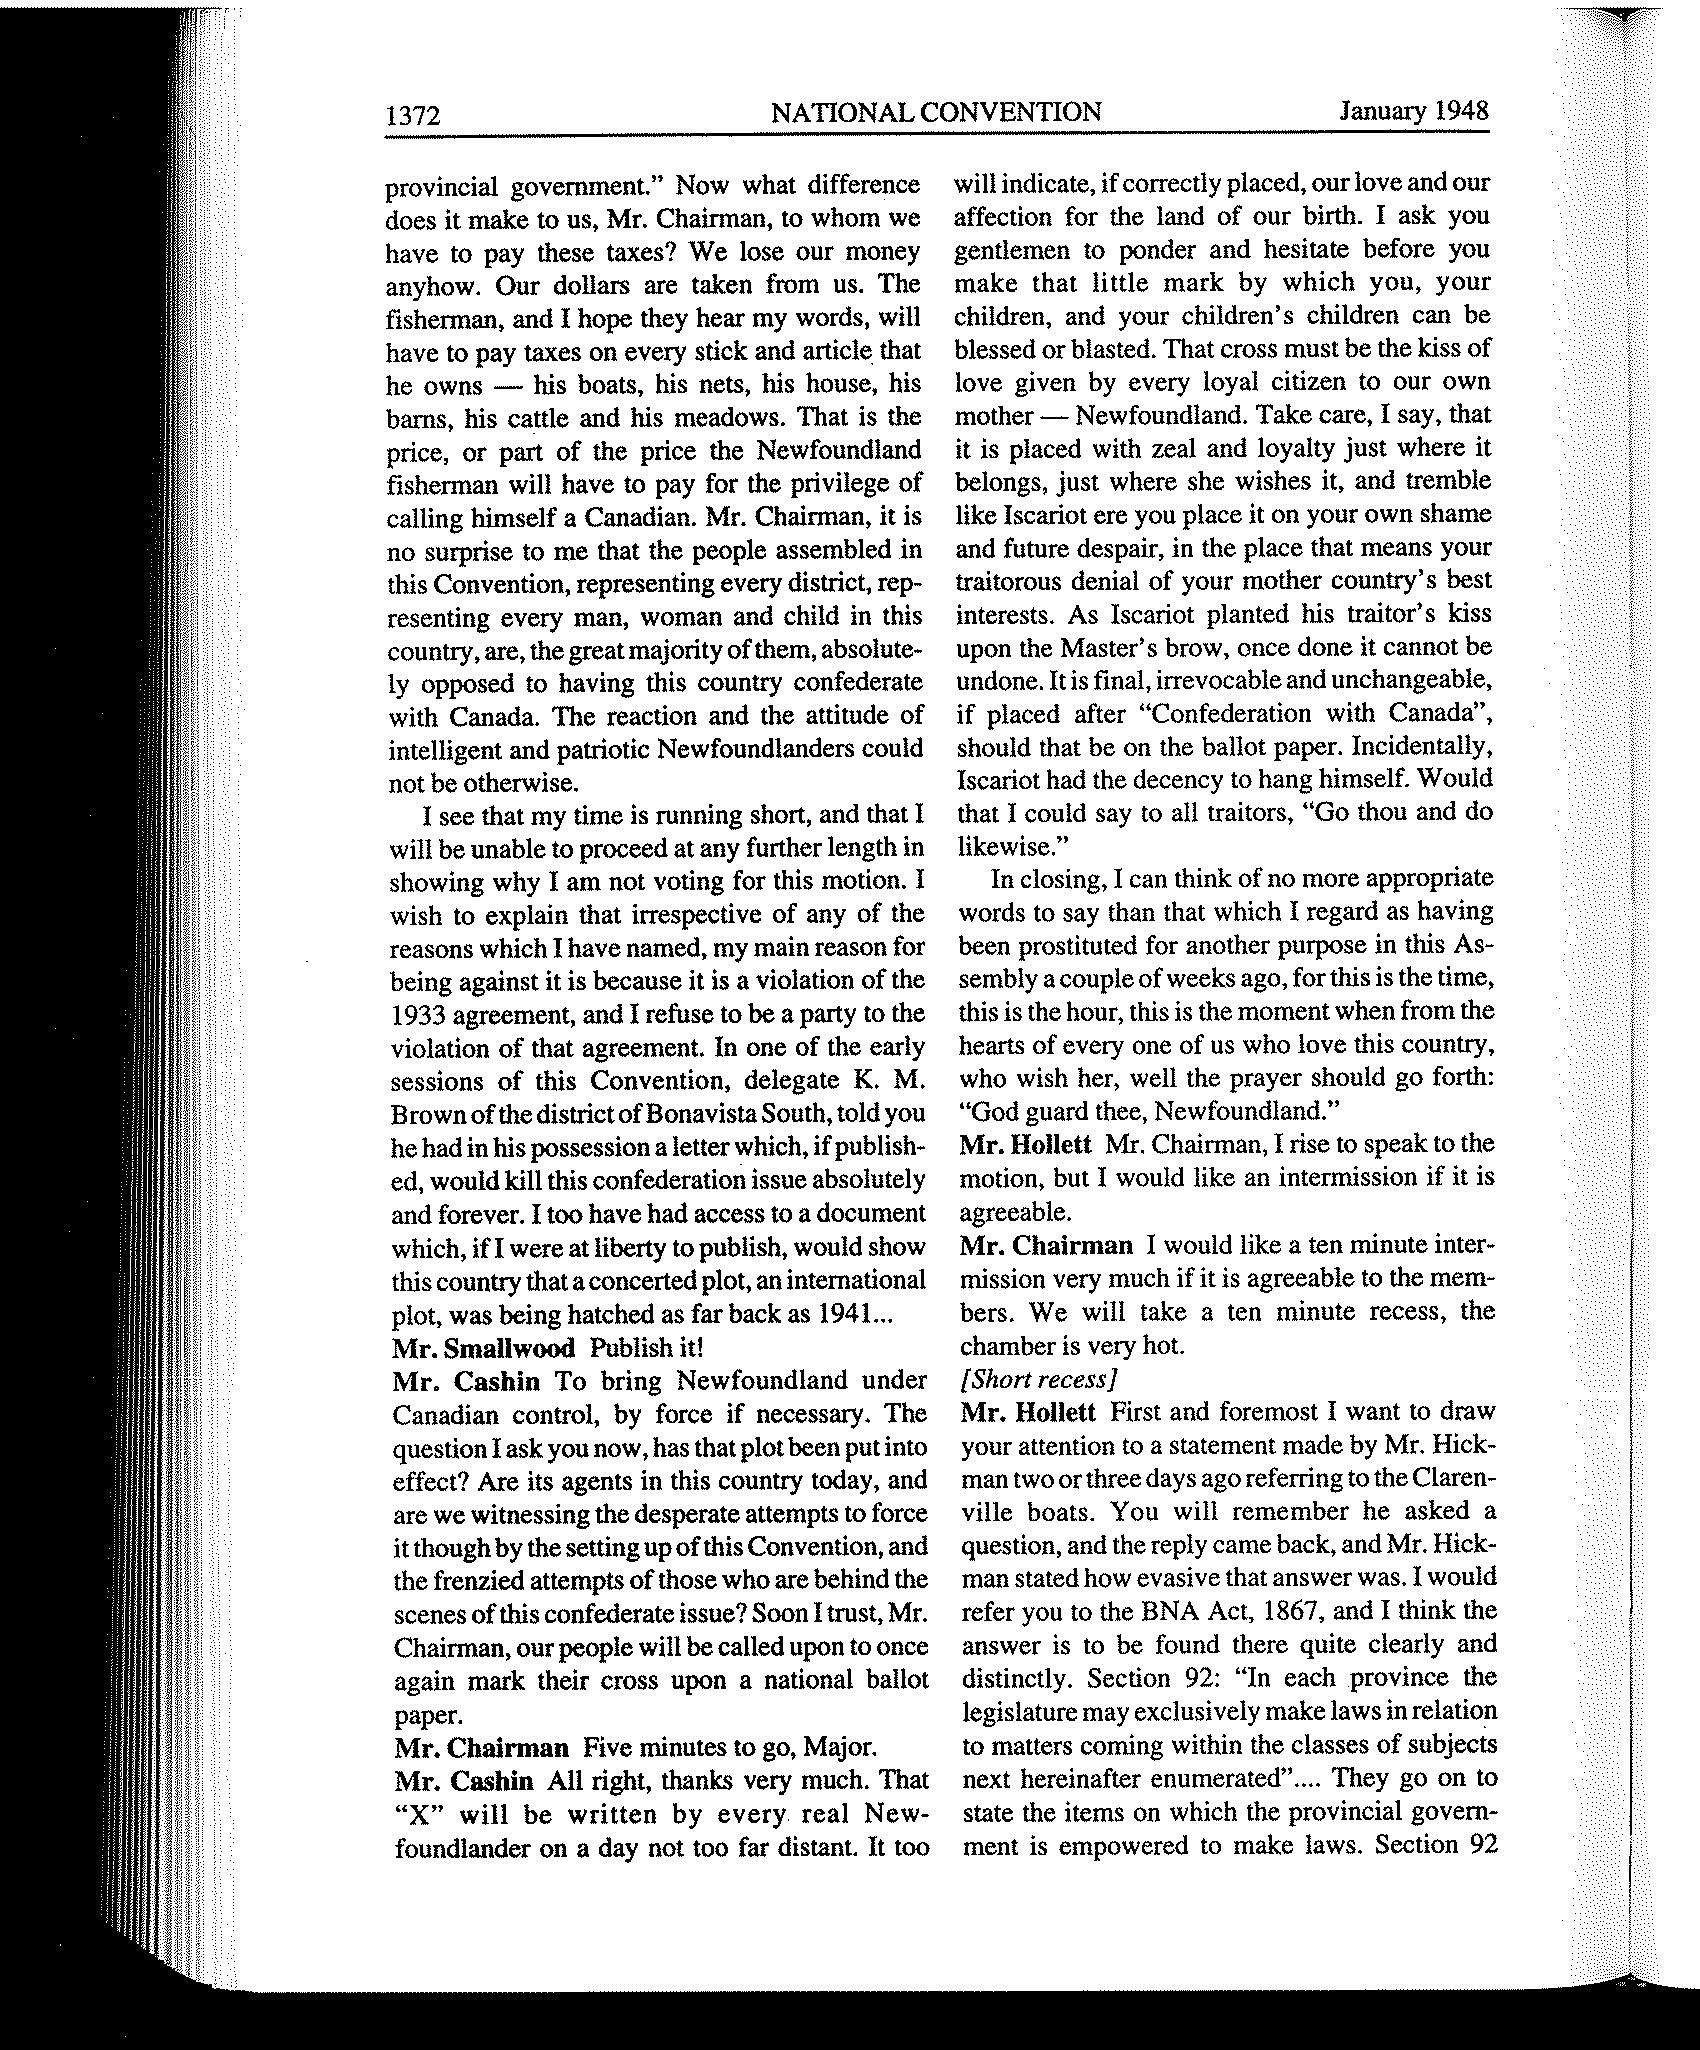 1372 NATIONAL CONVENTION January 1948
provincial government.” Now what difference
does it make to us, Mr. Chairman, to whom we
have to pay these taxes? We lose our money
anyhow. Our dollars are taken from us. The
fisherman, and I hope they hear my words, will
have to pay taxes on every stick and article that
he owns — his boats, his nets, his house, his
barns, his cattle and his meadows. That is the
price, or part of the price the Newfoundland
fisherman will have to pay for the privilege of
calling himself a Canadian. Mr. Chairman, it is
no surprise to me that the people assembled in
this Convention, representing every district, rep-
resenting every man, woman and child in this
country, are, the great majority of them, absolute-
ly opposed to having this country confederate
with Canada. The reaction and the attitude of
intelligent and patriotic Newfoundlanders could
not be otherwise.
I see that my time is running short, and that I
will be unable to proceed at any further length in
showing why I am not voting for this motion. I
wish to explain that irrespective of any of the
reasons which I have named, my main reason for
being against it is because it is a violation of the
1933 agreement, and I refuse to be a party to the
violation of that agreement. In one of the early
sessions of this Convention, delegate K. M.
Brown of the district of Bonavista South, told you
he had in his possession a letter which, if publish-
ed, would kill this confederation issue absolutely
and forever. I too have had access to a document
which, if I were at liberty to publish, would show
this country that a concerted plot, an international
plot, was being hatched as far back as 1941...
Mr. Smallwood Publish it!
Mr. Cashin To bring Newfoundland under
Canadian control, by force if necessary. The
question I ask you now, has that plot been put into
effect? Are its agents in this country today, and
are we witnessing the desperate attempts to force
it though by the setting up of this Convention, and
the frenzied attempts of those who are behind the
scenes of this confederate issue? Soon I trust, Mr.
Chairman, our people will be called upon to once
again mark their cross upon a national ballot
paper.
Mr. Chairman Five minutes to go, Major.
Mr. Cashin All right, thanks very much. That
“X” will be written by every real New-
foundlander on a day not too far distant. It too
will indicate, if correctly placed, our love and our
affection for the land of our birth. I ask you
gentlemen to ponder and hesitate before you
make that little mark by which you, your
children, and your children's children can be
blessed or blasted. That cross must be the kiss of
love given by every loyal citizen to our own
mother — Newfoundland. Take care, I say, that
it is placed with zeal and loyalty just where it
belongs, just where she wishes it, and tremble
like Iscariot ere you place it on your own shame
and future despair, in the place that means your
traitorous denial of your mother country's best
interests. As Iscariot planted his traitor's kiss
upon the Master's brow, once done it cannot be
undone. It is final, irrevocable and unchangeable,
if placed after “Confederation with Canada”,
should that be on the ballot paper. Incidentally,
Iscariot had the decency to hang himself. Would
that I could say to all traitors, “Go thou and do
likewise.”
In closing, I can think of no more appropriate
words to say than that which I regard as having
been prostituted for another purpose in this As-
sembly a couple of weeks ago, for this is the time,
this is the hour, this is the moment when from the
hearts of every one of us who love this country,
who wish her, well the prayer should go forth:
“God guard thee, Newfoundland.”
Mr. Hollett Mr. Chairman, I rise to speak to the
motion, but I would like an intermission if it is
agreeable.
Mr. Chairman I would like a ten minute inter-
mission very much if it is agreeable to the mem-
bers. We will take a ten minute recess, the
chamber is very hot.
[Short recess]
Mr. Hollett First and foremost I want to draw
your attention to a statement made by Mr. Hick-
man two or three days ago referring to the Claren-
ville boats. You will remember he asked a
question, and the reply came back, and Mr. Hick-
man stated how evasive that answer was. I would
refer you to the BNA Act, 1867, and I think the
answer is to be found there quite clearly and
distinctly. Section 92: “In each province the
legislature may exclusively make laws in relation
to matters coming within the classes of subjects
next hereinafter enumerated”.... They go on to
state the items on which the provincial govern-
ment is empowered to make laws. Section 92